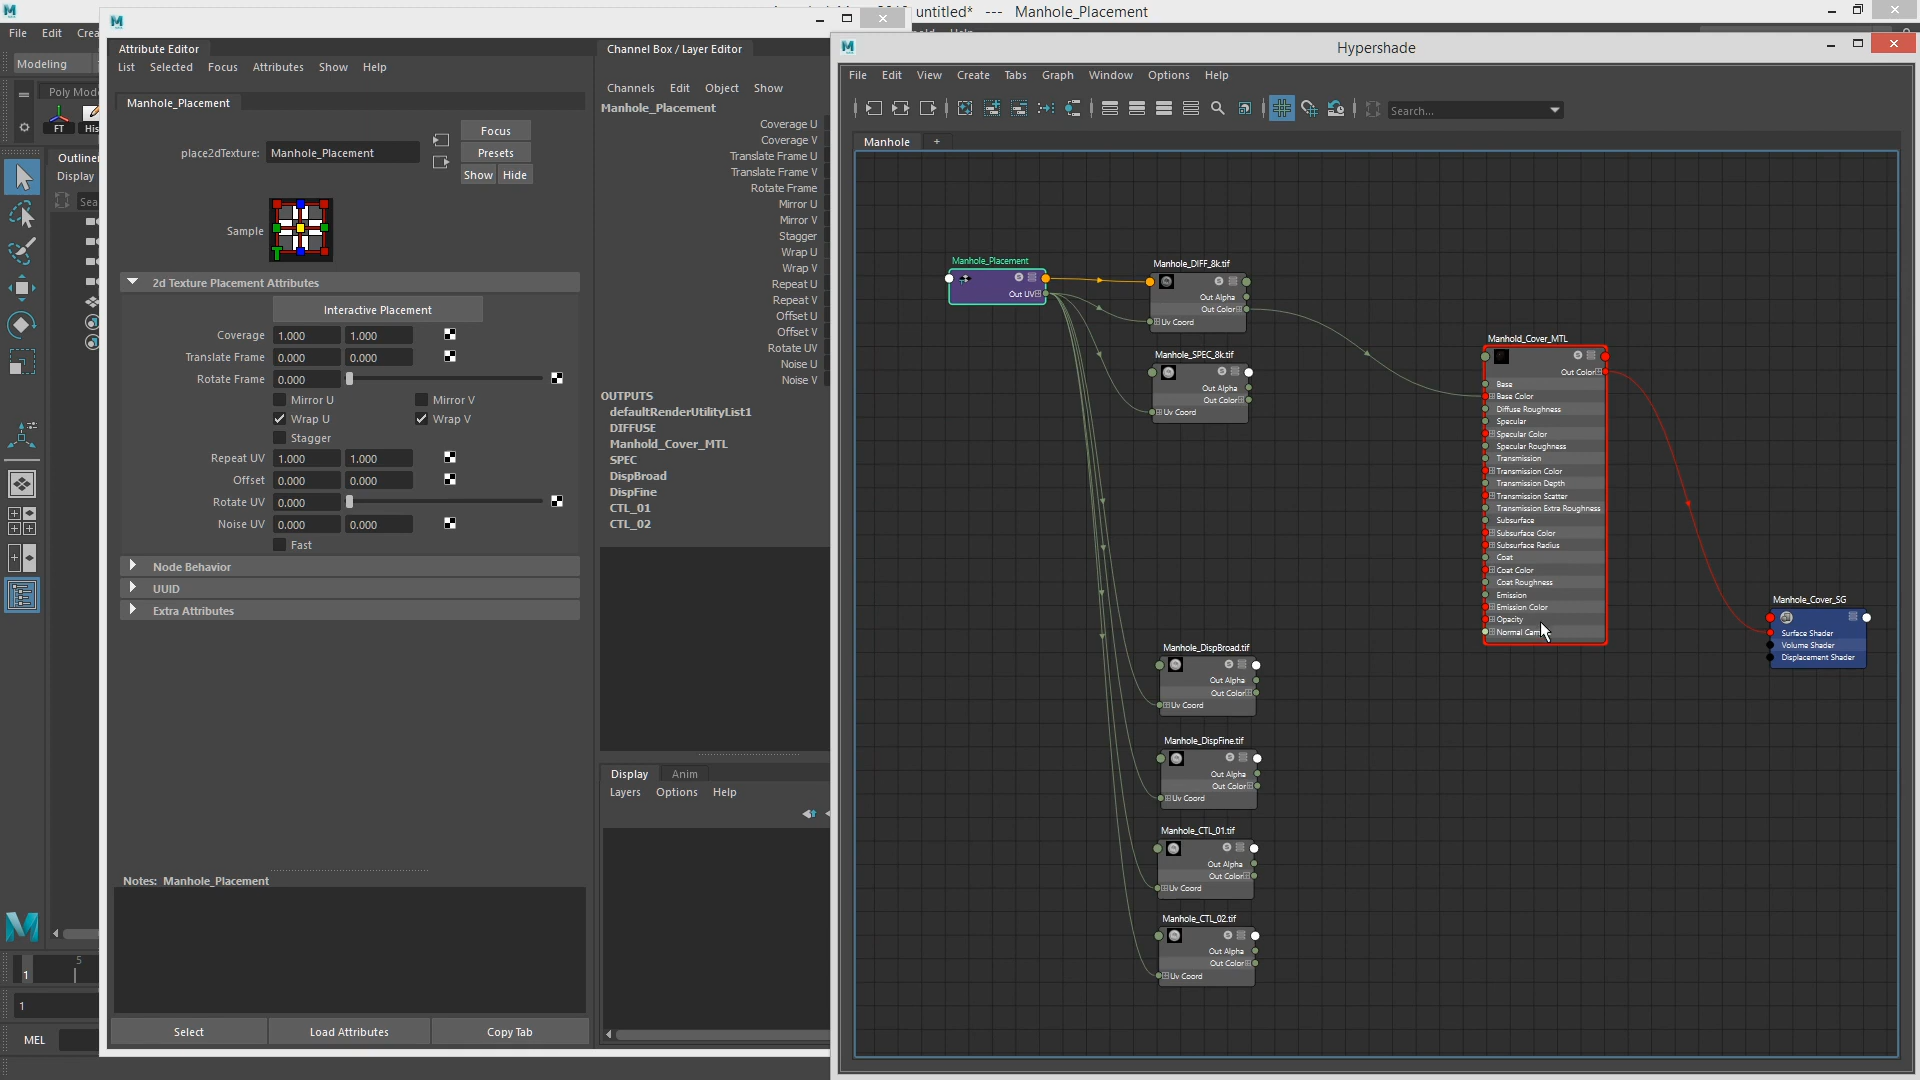 untitled* --- Manhole_Placement
File Edit Crea
Modeling
Poly Mode
FT His
Outliner
Display
Sea
5
1
1
MEL
Attribute Editor
List Selected Focus Attributes Show Help
Manhole_Placement
place2dTexture: Manhole_Placement
Focus
Presets
Show Hide
Sample
2d Texture Placement Attributes
Interactive Placement
Coverage 1.000 1.000
Translate Frame 0.000 0.000
Rotate Frame 0.000
Mirror U Mirror V
Wrap U Wrap V
Stagger
Repeat UV 1.000 1.000
Offset 0.000 0.000
Rotate UV 0.000
Noise UV 0.000 0.000
Fast
Node Behavior
UUID
Extra Attributes
Notes: Manhole_Placement
Select Load Attributes Copy Tab
Channel Box / Layer Editor
Channels Edit Object Show
Manhole_Placement
Coverage U
Coverage V
Translate Frame U
Translate Frame V
Rotate Frame
Mirror U
Mirror V
Stagger
Wrap U
Wrap V
Repeat U
Repeat V
Offset U
Offset V
Rotate UV
Noise U
Noise V
OUTPUTS
defaultRenderUtilityList1
DIFFUSE
Manhold_Cover_MTL
SPEC
DispBroad
DispFine
CTL_01
CTL_02
Display Anim
Layers Options Help
Hypershade
File Edit View Create Tabs Graph Window Options Help
Search...
Manhole +
Manhole_Placement
Out UV
Manhole_DIFF_8k.tif
Out Alpha
Out Color
Uv Coord
Manhole_SPEC_8k.tif
Out Alpha
Out Color
Uv Coord
Manhole_DispBroad.tif
Out Alpha
Out Color
Uv Coord
Manhole_DispFine.tif
Out Alpha
Out Color
Uv Coord
Manhole_CTL_01.tif
Out Alpha
Out Color
Uv Coord
Manhole_CTL_02.tif
Out Alpha
Out Color
Uv Coord
Manhold_Cover_MTL
Out Color
Base
Base Color
Diffuse Roughness
Specular
Specular Color
Specular Roughness
Transmission
Transmission Color
Transmission Depth
Transmission Scatter
Transmission Extra Roughness
Subsurface
Subsurface Color
Subsurface Radius
Coat
Coat Color
Coat Roughness
Emission
Emission Color
Opacity
Normal Cam
Manhole_Cover_SG
Surface Shader
Volume Shader
Displacement Shader